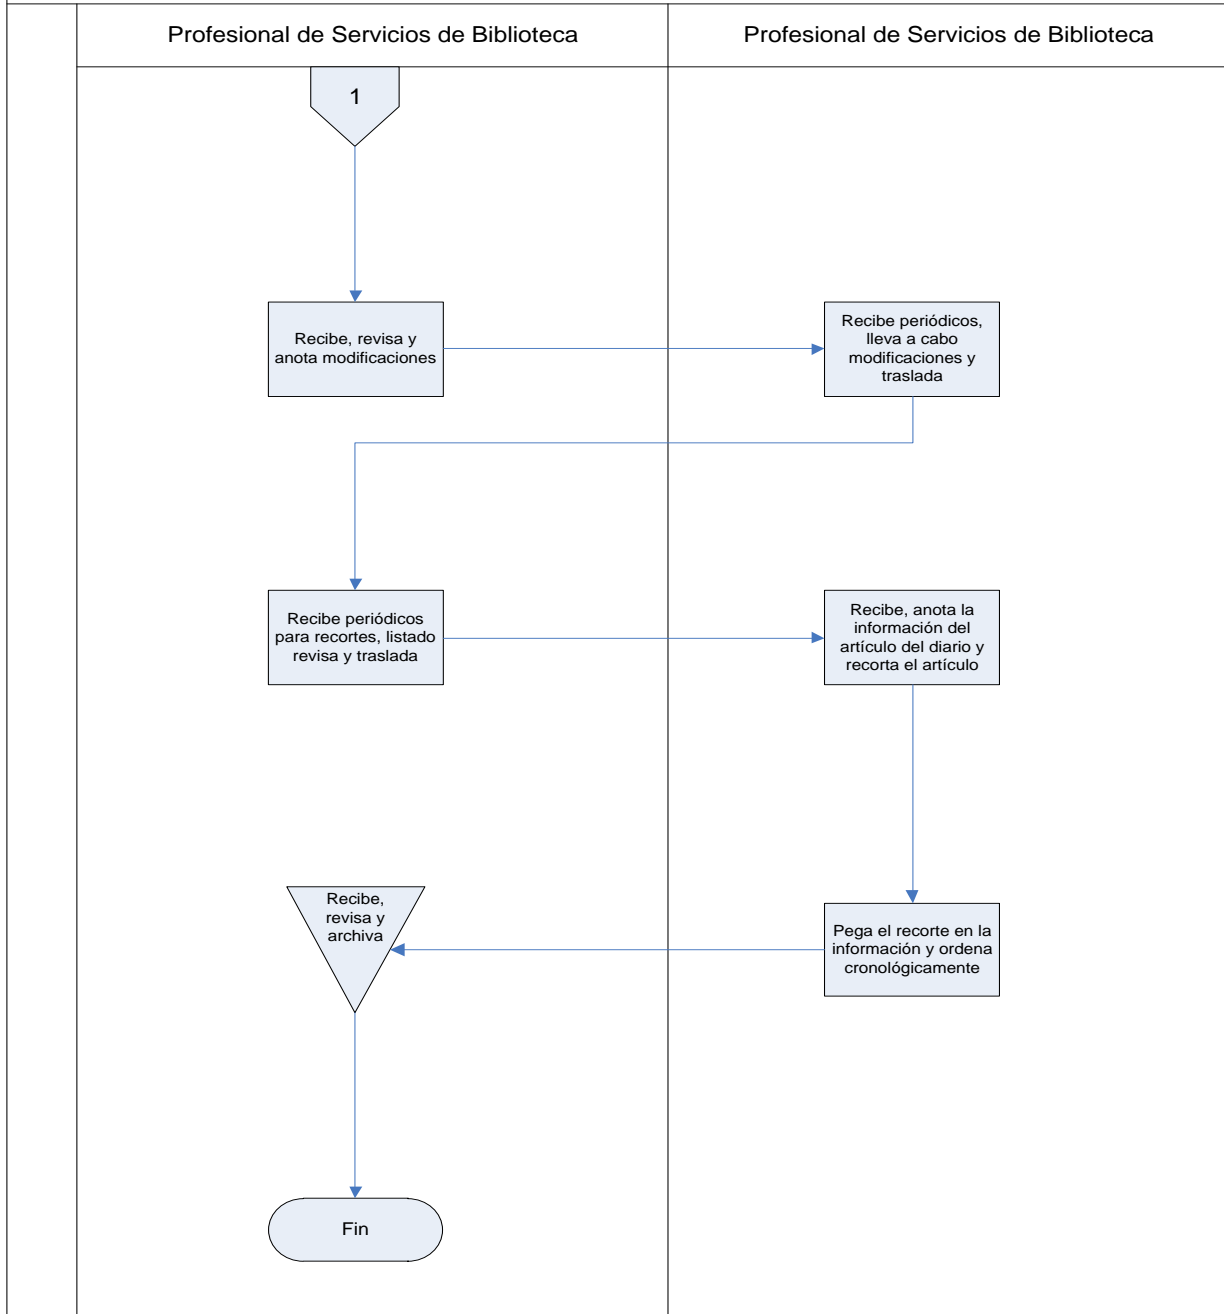 Profesional de Servicios de Biblioteca
Profesional de Servicios de Biblioteca
1
Recibe, revisa y
anota modificaciones
Recibe periódicos,
lleva a cabo
modificaciones y
traslada
Recibe periódicos
para recortes, listado
revisa y traslada
Recibe, anota la
información del
artículo del diario y
recorta el artículo
Recibe,
revisa y
archiva
Pega el recorte en la
información y ordena
cronológicamente
Fin